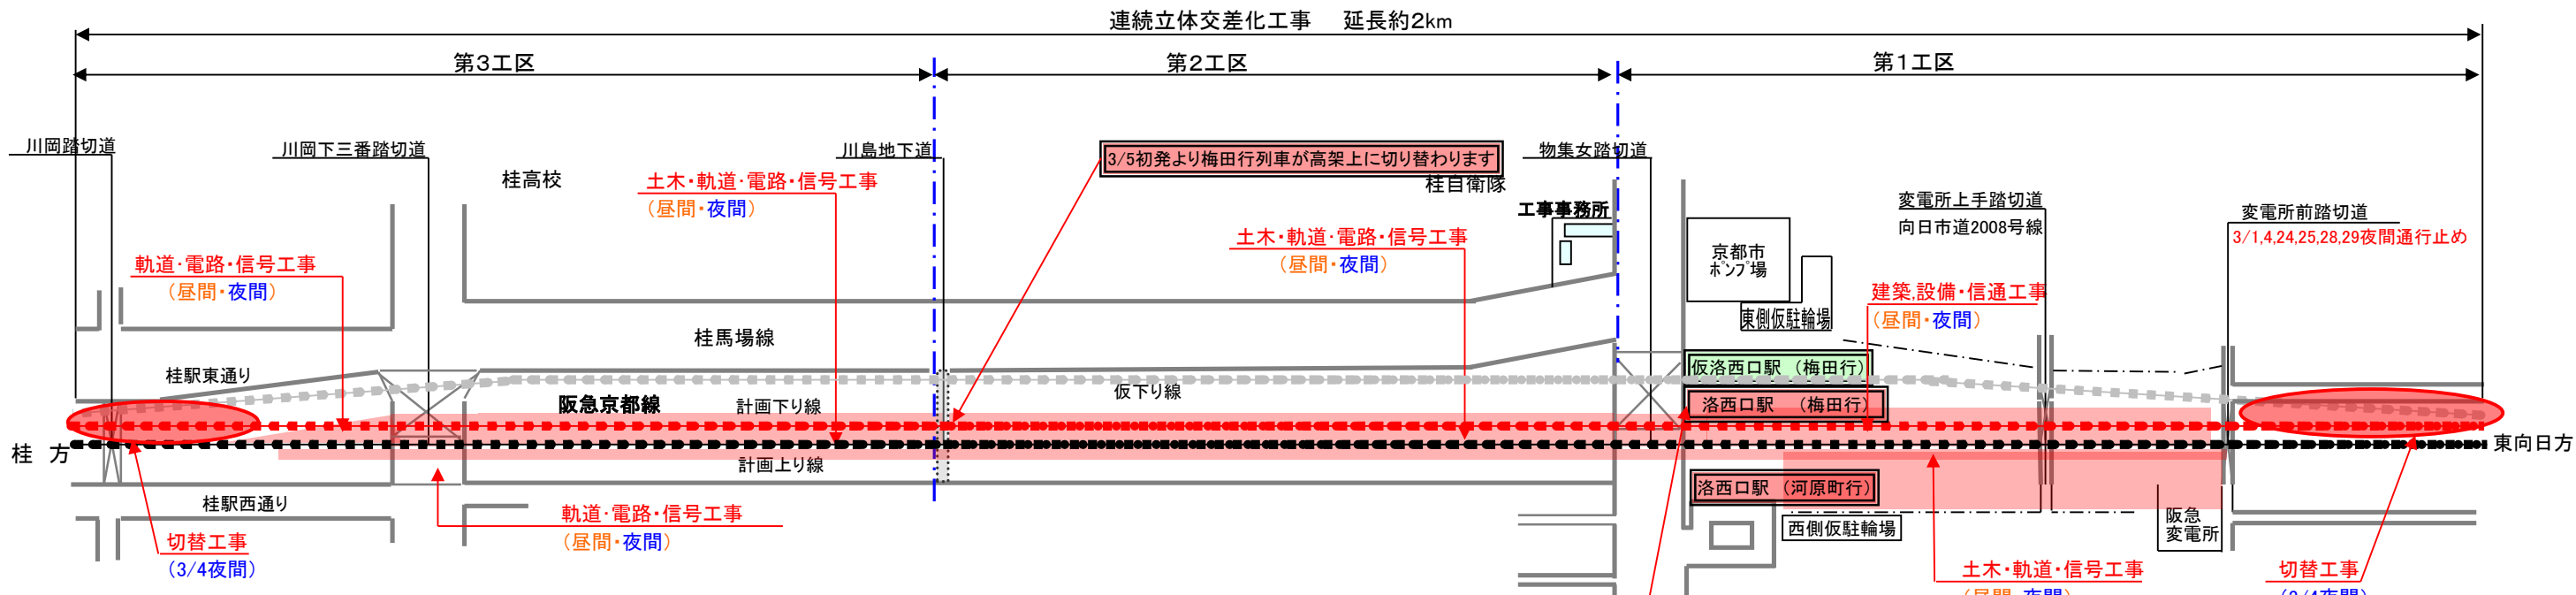 連続立体交差化工事　延長約2km
第3工区
第2工区
第1工区
川岡踏切道
川岡下三番踏切道
川島地下道
3/5初発より梅田行列車が高架上に切り替わります
物集女踏切道
桂高校
土木・軌道・電路・信号工事
（昼間・夜間）
桂自衛隊
工事事務所
変電所上手踏切道
向日市道2008号線
変電所前踏切道
3/1,4,24,25,28,29夜間通行止め
軌道・電路・信号工事
（昼間・夜間）
土木・軌道・電路・信号工事
（昼間・夜間）
京都市
ポンプ場
建築,設備・信通工事
（昼間・夜間）
東側仮駐輪場
桂馬場線
桂駅東通り
仮洛西口駅（梅田行）
仮下り線
阪急京都線
計画下り線
洛西口駅　（梅田行）
桂　方
東向日方
計画上り線
洛西口駅　（河原町行）
桂駅西通り
軌道・電路・信号工事
（昼間・夜間）
西側仮駐輪場
阪急
変電所
切替工事
（3/4夜間）
土木・軌道・信号工事
（昼間・夜間）
切替工事
（3/4夜間）